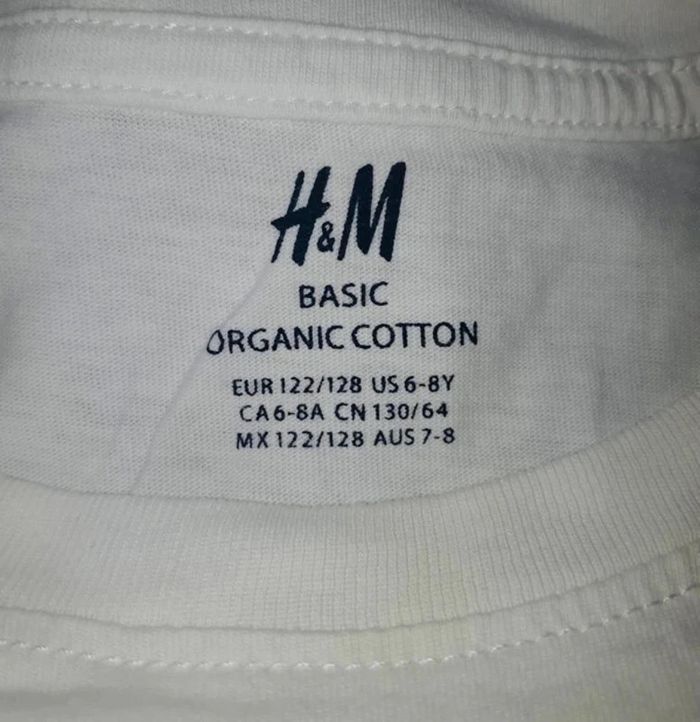 H&M
BASIC
ORGANIC COTTON
EUR 122/128 US 6-8Y
CA 6-8A CN 130/64
MX 122/128 AUS 7-8